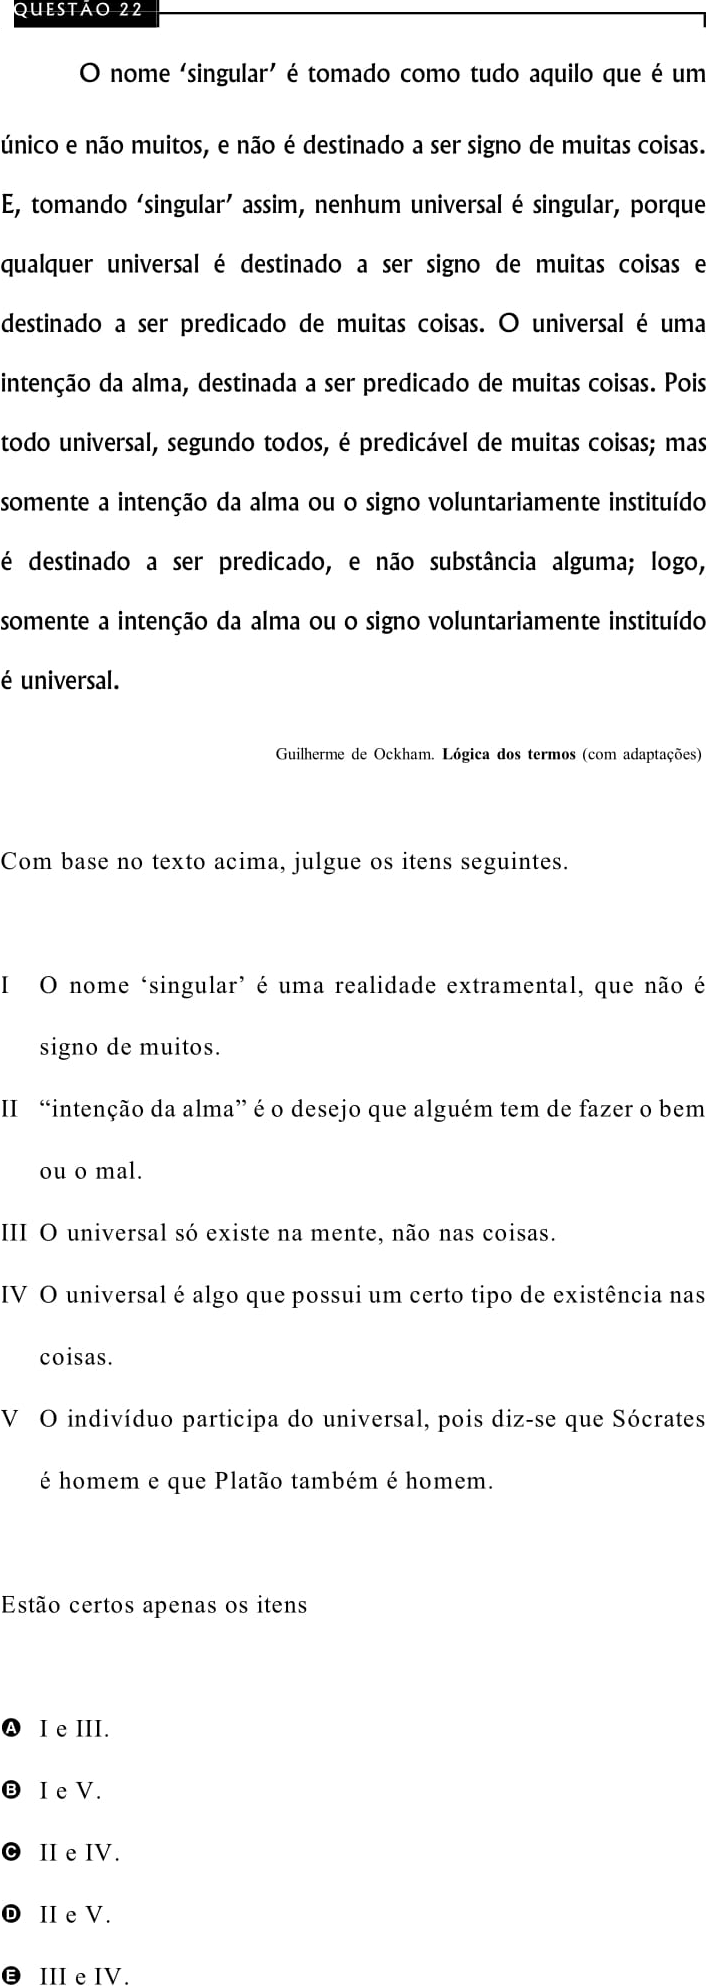 QUESTÃO 22
O nome ‘singular’ é tomado como tudo aquilo que é um
único e não muitos, e não é destinado a ser signo de muitas coisas.
E, tomando ‘singular’ assim, nenhum universal é singular, porque
qualquer universal é destinado a ser signo de muitas coisas e
destinado a ser predicado de muitas coisas. O universal é uma
intenção da alma, destinada a ser predicado de muitas coisas. Pois
todo universal, segundo todos, é predicável de muitas coisas; mas
somente a intenção da alma ou o signo voluntariamente instituído
é destinado a ser predicado, e não substância alguma; logo,
somente a intenção da alma ou o signo voluntariamente instituído
é universal.
Guilherme de Ockham. Lógica dos termos (com adaptações)
Com base no texto acima, julgue os itens seguintes.
I O nome ‘singular’ é uma realidade extramental, que não é
signo de muitos.
II “intenção da alma” é o desejo que alguém tem de fazer o bem
ou o mal.
III O universal só existe na mente, não nas coisas.
IV O universal é algo que possui um certo tipo de existência nas
coisas.
V O indivíduo participa do universal, pois diz-se que Sócrates
é homem e que Platão também é homem.
Estão certos apenas os itens
A I e III.
B I e V.
C II e IV.
D II e V.
E III e IV.